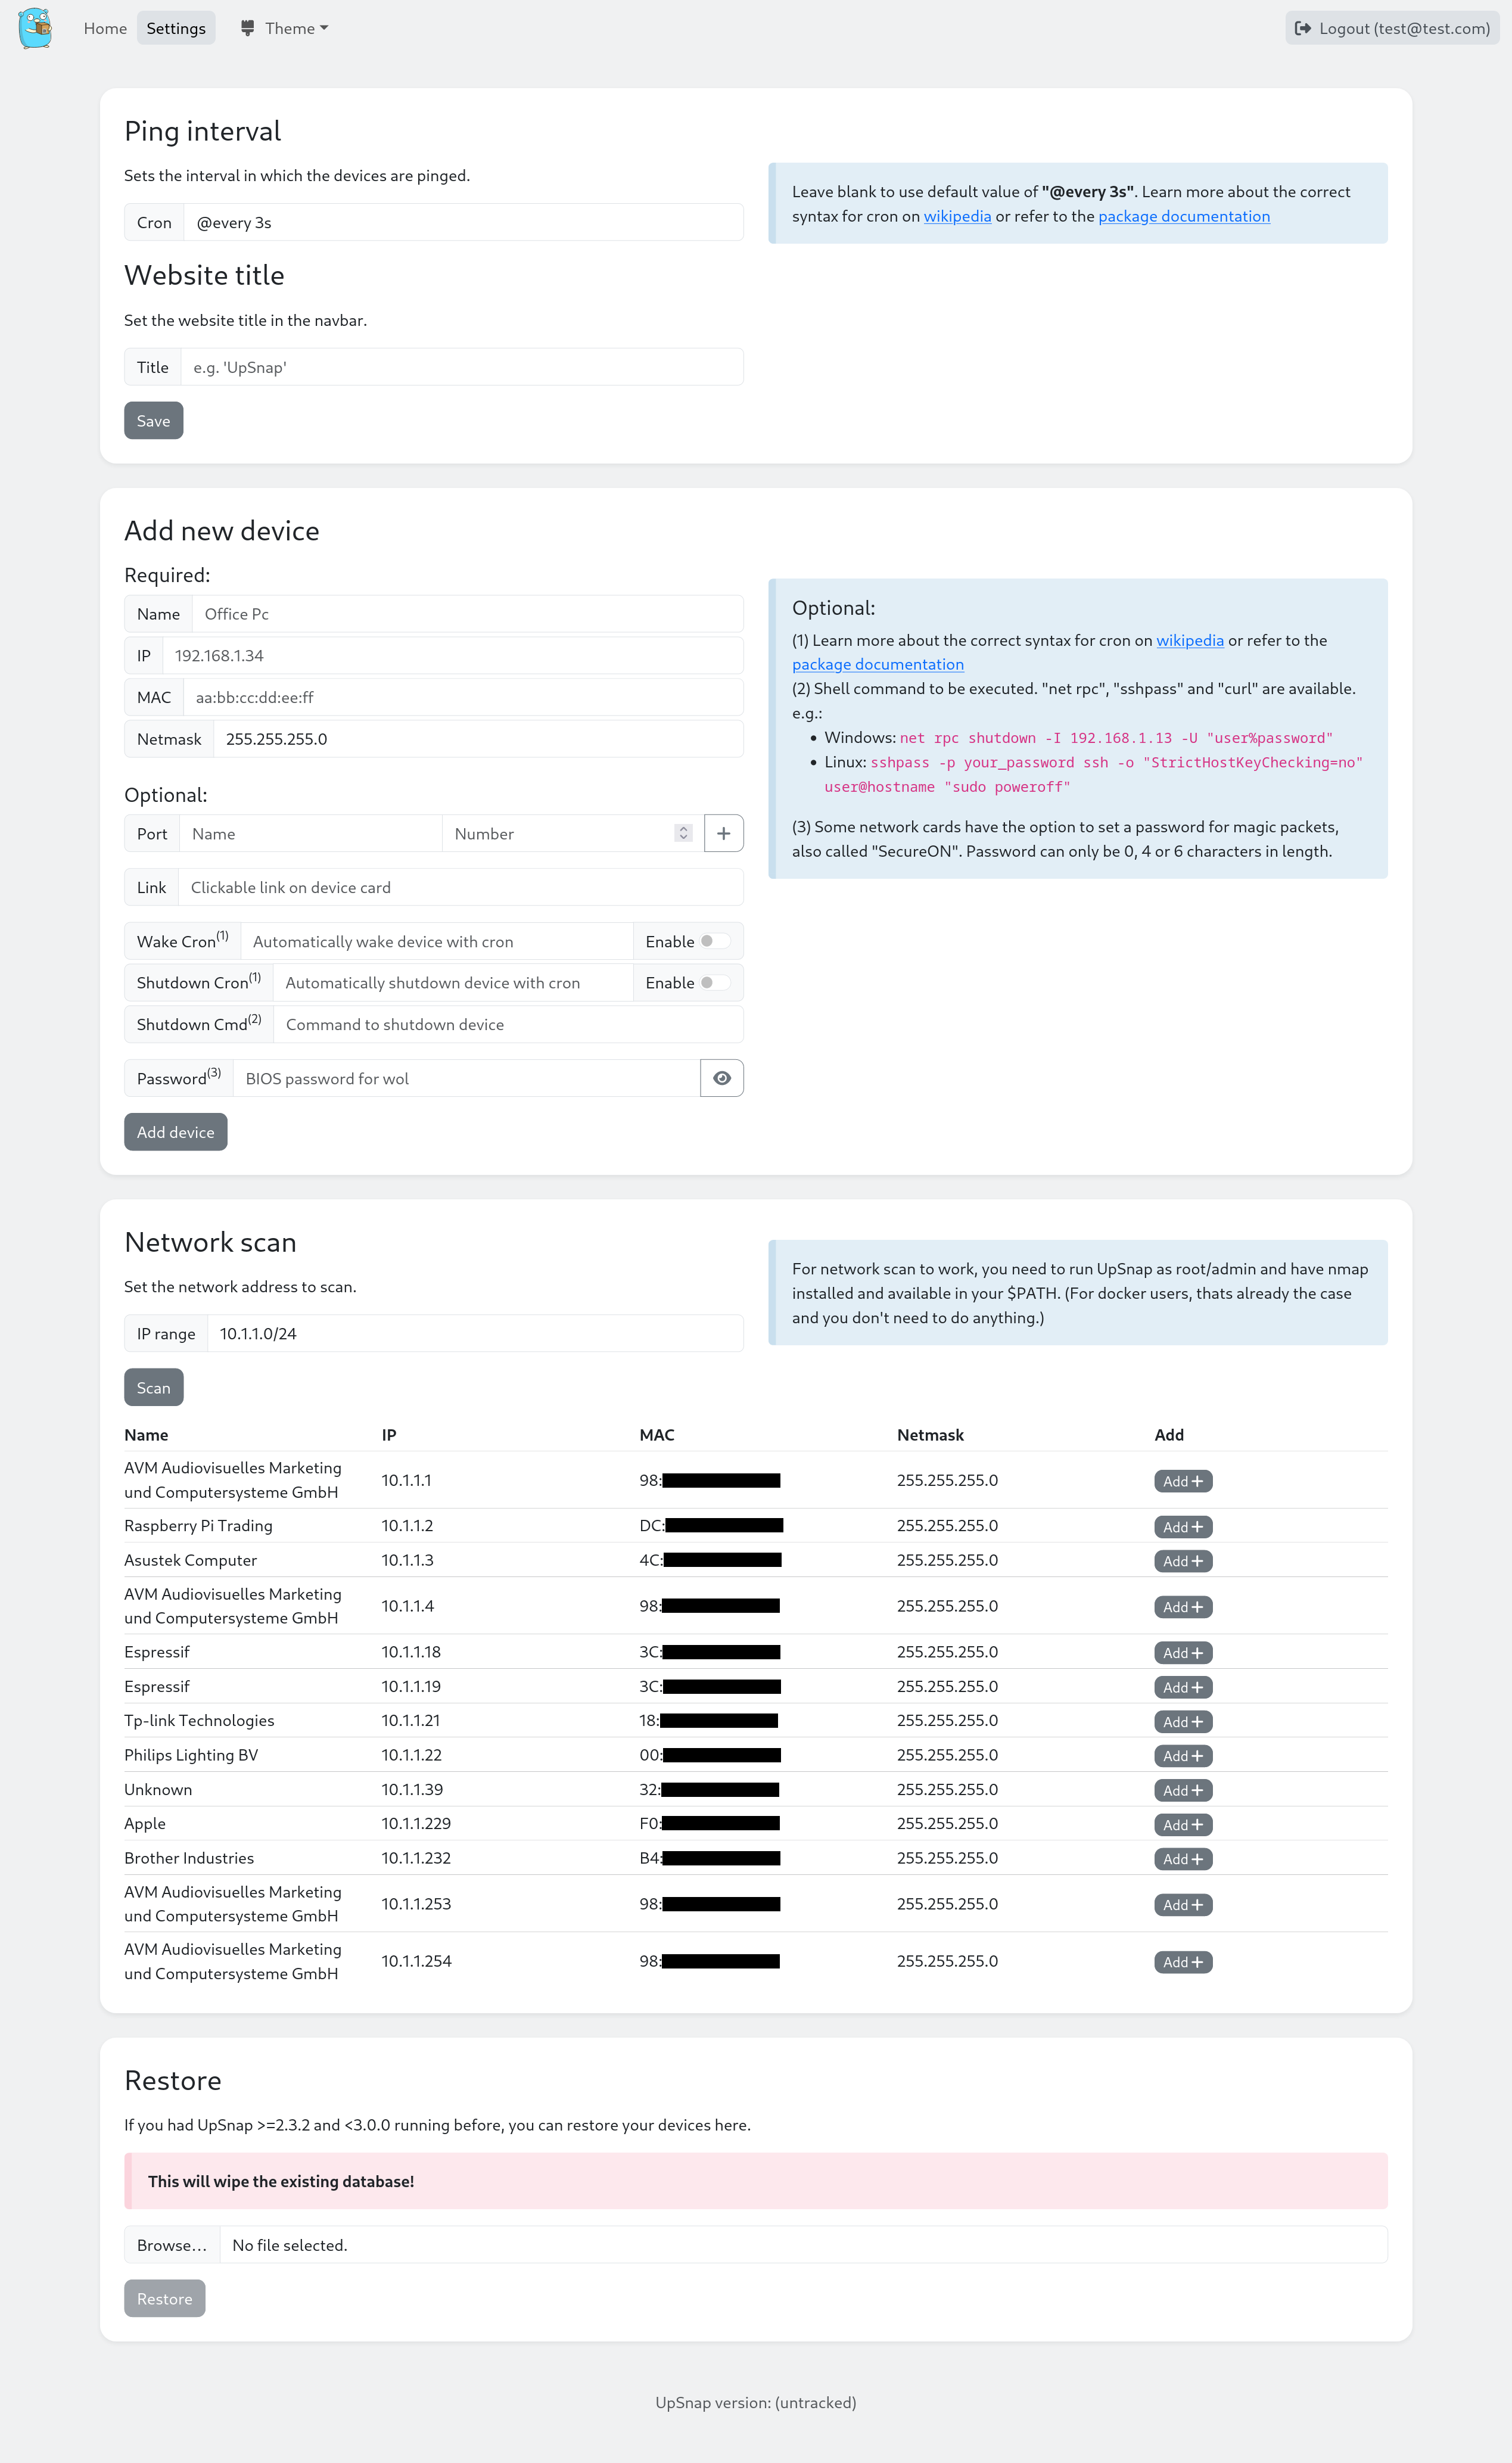 Home Settings Theme Logout (test@test.com)
Ping interval
Sets the interval in which the devices are pinged.
Cron @every 3s
Leave blank to use default value of "@every 3s". Learn more about the correct
syntax for cron on wikipedia or refer to the package documentation
Website title
Set the website title in the navbar.
Title e.g. 'UpSnap'
Save
Add new device
Required:
Name Office Pc
IP 192.168.1.34
MAC aa:bb:cc:dd:ee:ff
Netmask 255.255.255.0
Optional:
Port Name Number
Link Clickable link on device card
Wake Cron(1) Automatically wake device with cron Enable
Shutdown Cron(1) Automatically shutdown device with cron Enable
Shutdown Cmd(2) Command to shutdown device
Password(3) BIOS password for wol
Add device
Optional:
(1) Learn more about the correct syntax for cron on wikipedia or refer to the
package documentation
(2) Shell command to be executed. "net rpc", "sshpass" and "curl" are available.
e.g.:
• Windows: net rpc shutdown -I 192.168.1.13 -U "user%password"
• Linux: sshpass -p your_password ssh -o "StrictHostKeyChecking=no"
user@hostname "sudo poweroff"
(3) Some network cards have the option to set a password for magic packets,
also called "SecureON". Password can only be 0, 4 or 6 characters in length.
Network scan
Set the network address to scan.
IP range 10.1.1.0/24
Scan
For network scan to work, you need to run UpSnap as root/admin and have nmap
installed and available in your $PATH. (For docker users, thats already the case
and you don't need to do anything.)
Name IP MAC Netmask Add
AVM Audiovisuelles Marketing
und Computersysteme GmbH 10.1.1.1 98: 255.255.255.0 Add +
Raspberry Pi Trading 10.1.1.2 DC: 255.255.255.0 Add +
Asustek Computer 10.1.1.3 4C: 255.255.255.0 Add +
AVM Audiovisuelles Marketing
und Computersysteme GmbH 10.1.1.4 98: 255.255.255.0 Add +
Espressif 10.1.1.18 3C: 255.255.255.0 Add +
Espressif 10.1.1.19 3C: 255.255.255.0 Add +
Tp-link Technologies 10.1.1.21 18: 255.255.255.0 Add +
Philips Lighting BV 10.1.1.22 00: 255.255.255.0 Add +
Unknown 10.1.1.39 32: 255.255.255.0 Add +
Apple 10.1.1.229 F0: 255.255.255.0 Add +
Brother Industries 10.1.1.232 B4: 255.255.255.0 Add +
AVM Audiovisuelles Marketing
und Computersysteme GmbH 10.1.1.253 98: 255.255.255.0 Add +
AVM Audiovisuelles Marketing
und Computersysteme GmbH 10.1.1.254 98: 255.255.255.0 Add +
Restore
If you had UpSnap >=2.3.2 and <3.0.0 running before, you can restore your devices here.
This will wipe the existing database!
Browse... No file selected.
Restore
UpSnap version: (untracked)